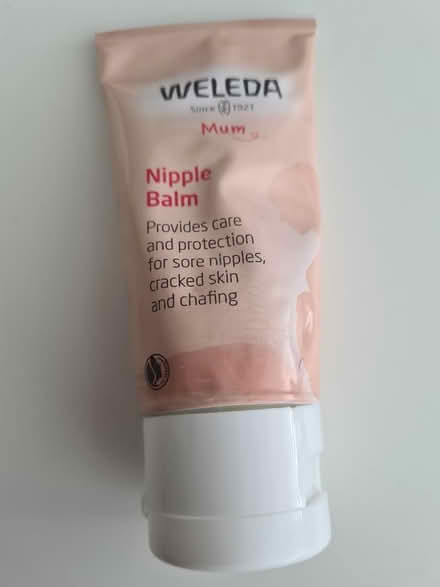 WELEDA
Since 1921
Mum
Nipple
Balm
Provides care
and protection
for sore nipples,
cracked skin
and chafing